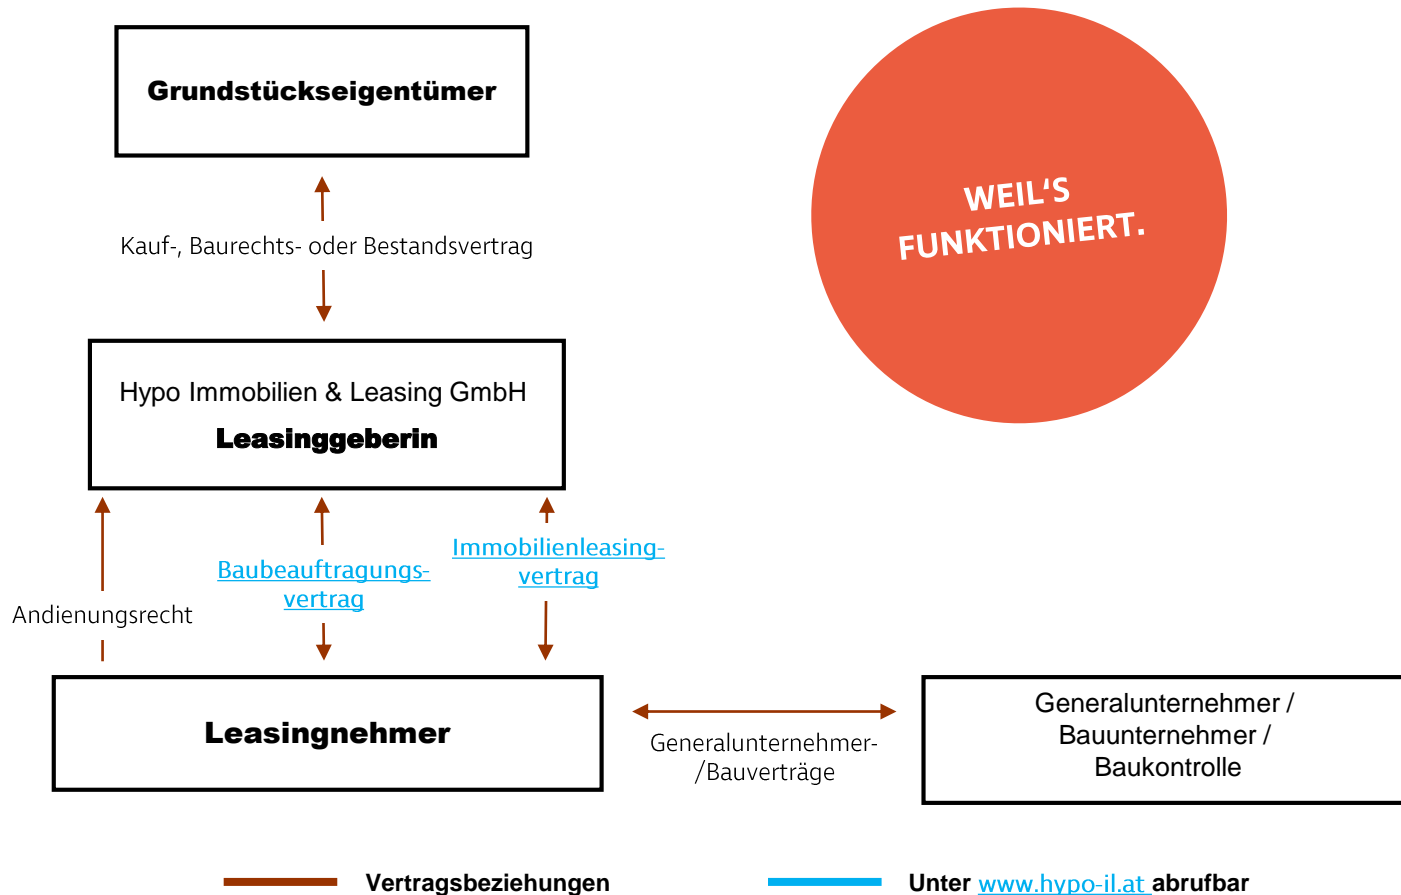 Grundstückseigentümer
WEIL‘S
FUNKTIONIERT.
Kauf-, Baurechts- oder Bestandsvertrag
Hypo Immobilien & Leasing GmbH
Leasinggeberin
Andienungsrecht
Baubeauftragungs-
vertrag
Immobilienleasing-
vertrag
Leasingnehmer
Generalunternehmer-
/Bauverträge
Generalunternehmer /
Bauunternehmer /
Baukontrolle
Vertragsbeziehungen
Unter www.hypo-il.at abrufbar